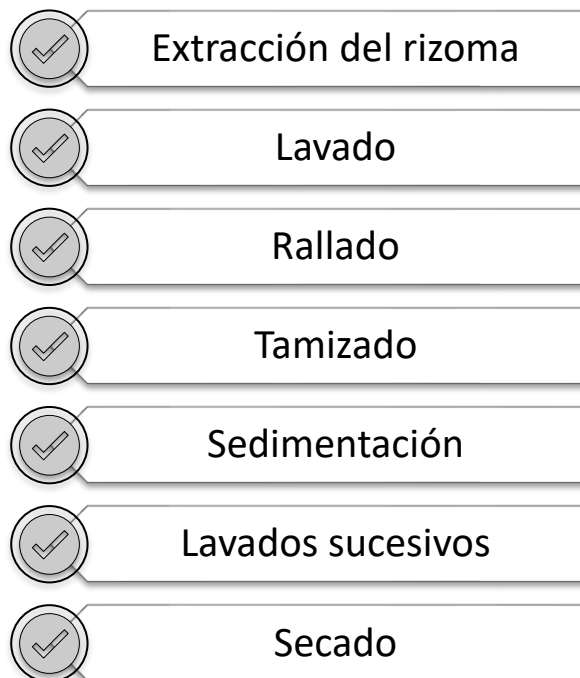 Extracción del rizoma
Lavado
Rallado
Tamizado
Sedimentación
Lavados sucesivos
Secado